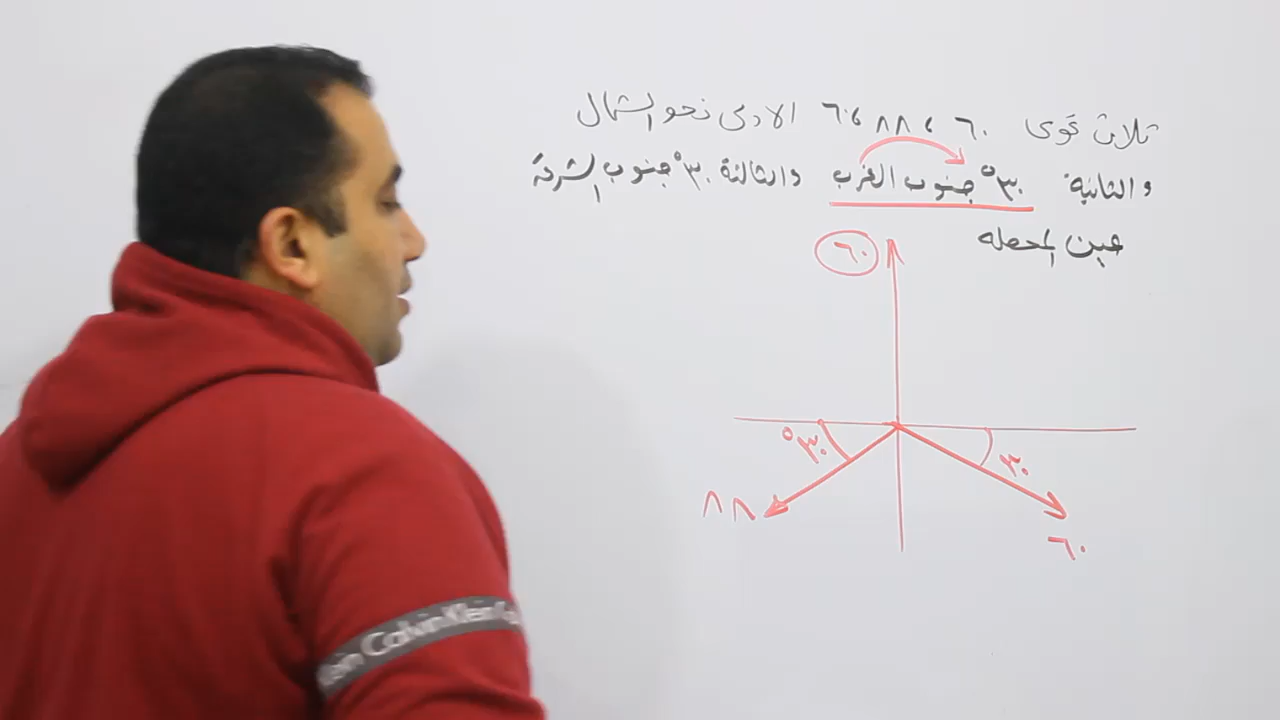 ثلاث قوى ٦٠ ، ٨٨ ، ٦٠ الاولى نحو الشمال
والثانية ٣٠° جنوب الغرب والثالثة ٣٠° جنوب الشرق
عين المحصله
٦٠
٣٠°
٣٠
٨٨
٦٠
Calvin Klein